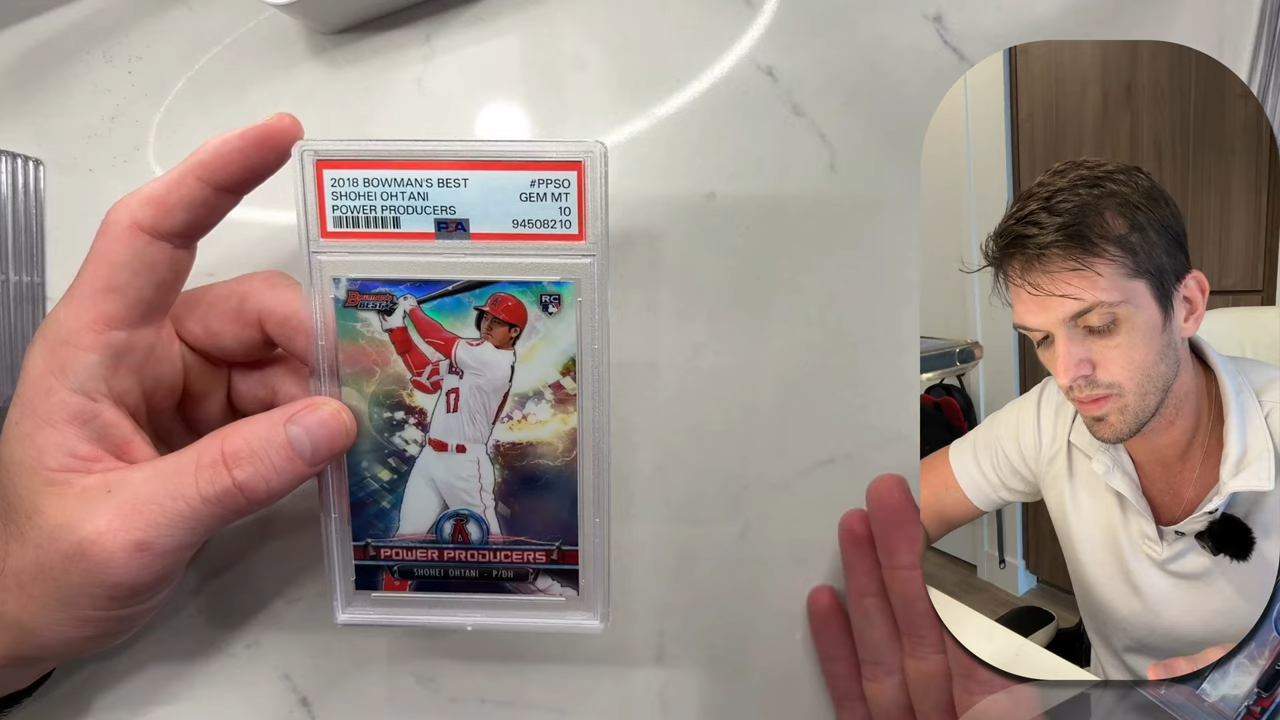 2018 BOWMAN'S BEST #PPSO
SHOHEI OHTANI GEM MT
POWER PRODUCERS 10
PSA 94508210
BOWMAN'S
BEST
RC
17
POWER PRODUCERS
SHOHEI OHTANI - P/DH